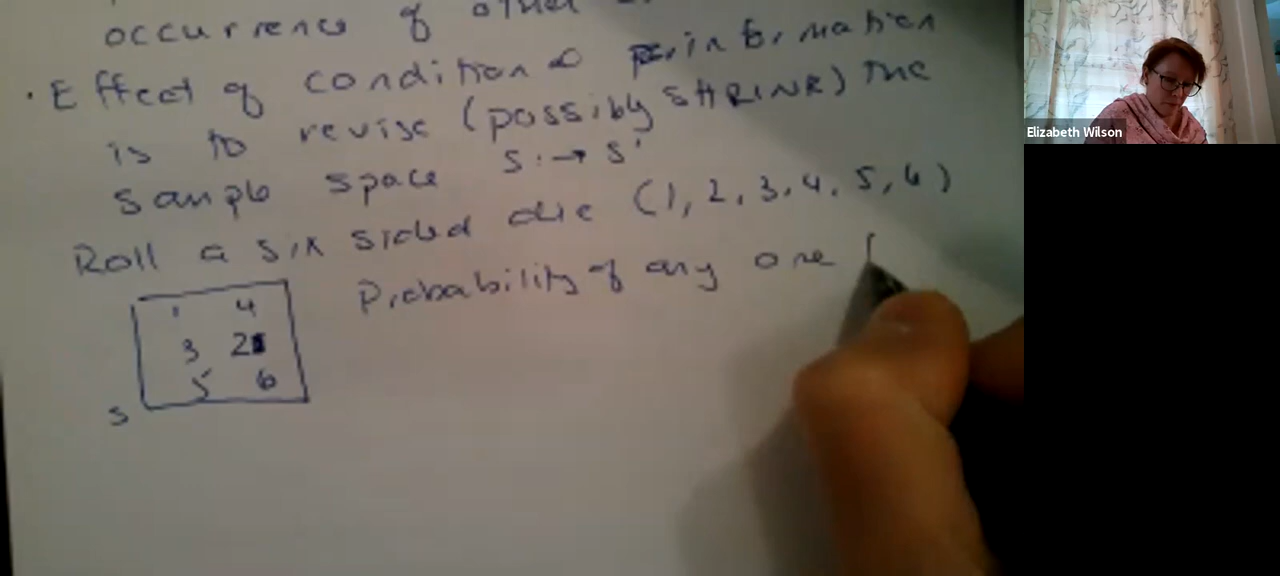 occurrence of other
· Effect of condition information
is to revise (possibly SHRINK) the
sample space S → S'
Roll a six sided die (1, 2, 3, 4, 5, 6)
Probability of any one
1 4
3 2
5 6
S
Elizabeth Wilson